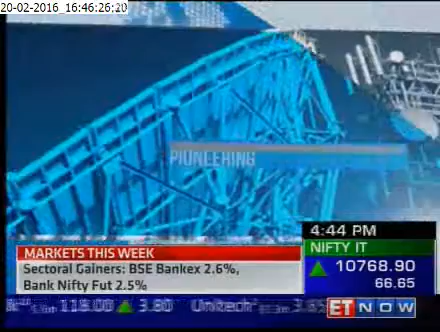 20-02-2016 16:46:26:20
PIONEERING
4:44 PM
MARKETS THIS WEEK
NIFTY IT
Sectoral Gainers: BSE Bankex 2.6%,
10768.90
Bank Nifty Fut 2.5%
66.65
118.00 3.80 Unitech
ET NOW